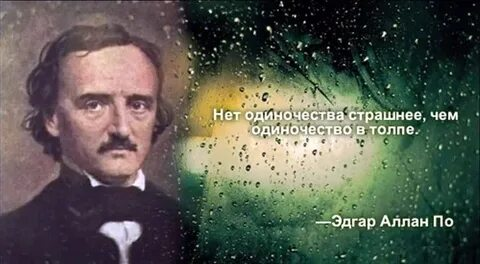 Нет одиночества страшнее, чем
одиночество в толпе.
—Эдгар Аллан По